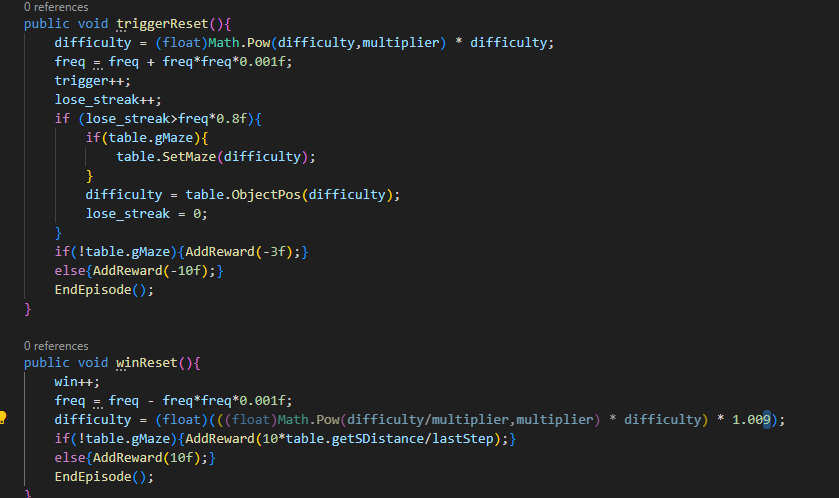 0 references
public void triggerReset(){
difficulty = (float)Math.Pow(difficulty,multiplier) * difficulty;
freq = freq + freq*freq*0.001f;
trigger++;
lose_streak++;
if (lose_streak>freq*0.8f){
if(table.gMaze){
table.SetMaze(difficulty);
}
difficulty = table.ObjectPos(difficulty);
lose_streak = 0;
}
if(!table.gMaze){AddReward(-3f);}
else{AddReward(-10f);}
EndEpisode();
}
0 references
public void winReset(){
win++;
freq = freq - freq*freq*0.001f;
difficulty = (float)(((float)Math.Pow(difficulty/multiplier,multiplier) * difficulty) * 1.009);
if(!table.gMaze){AddReward(10*table.getSDistance/lastStep);}
else{AddReward(10f);}
EndEpisode();
}